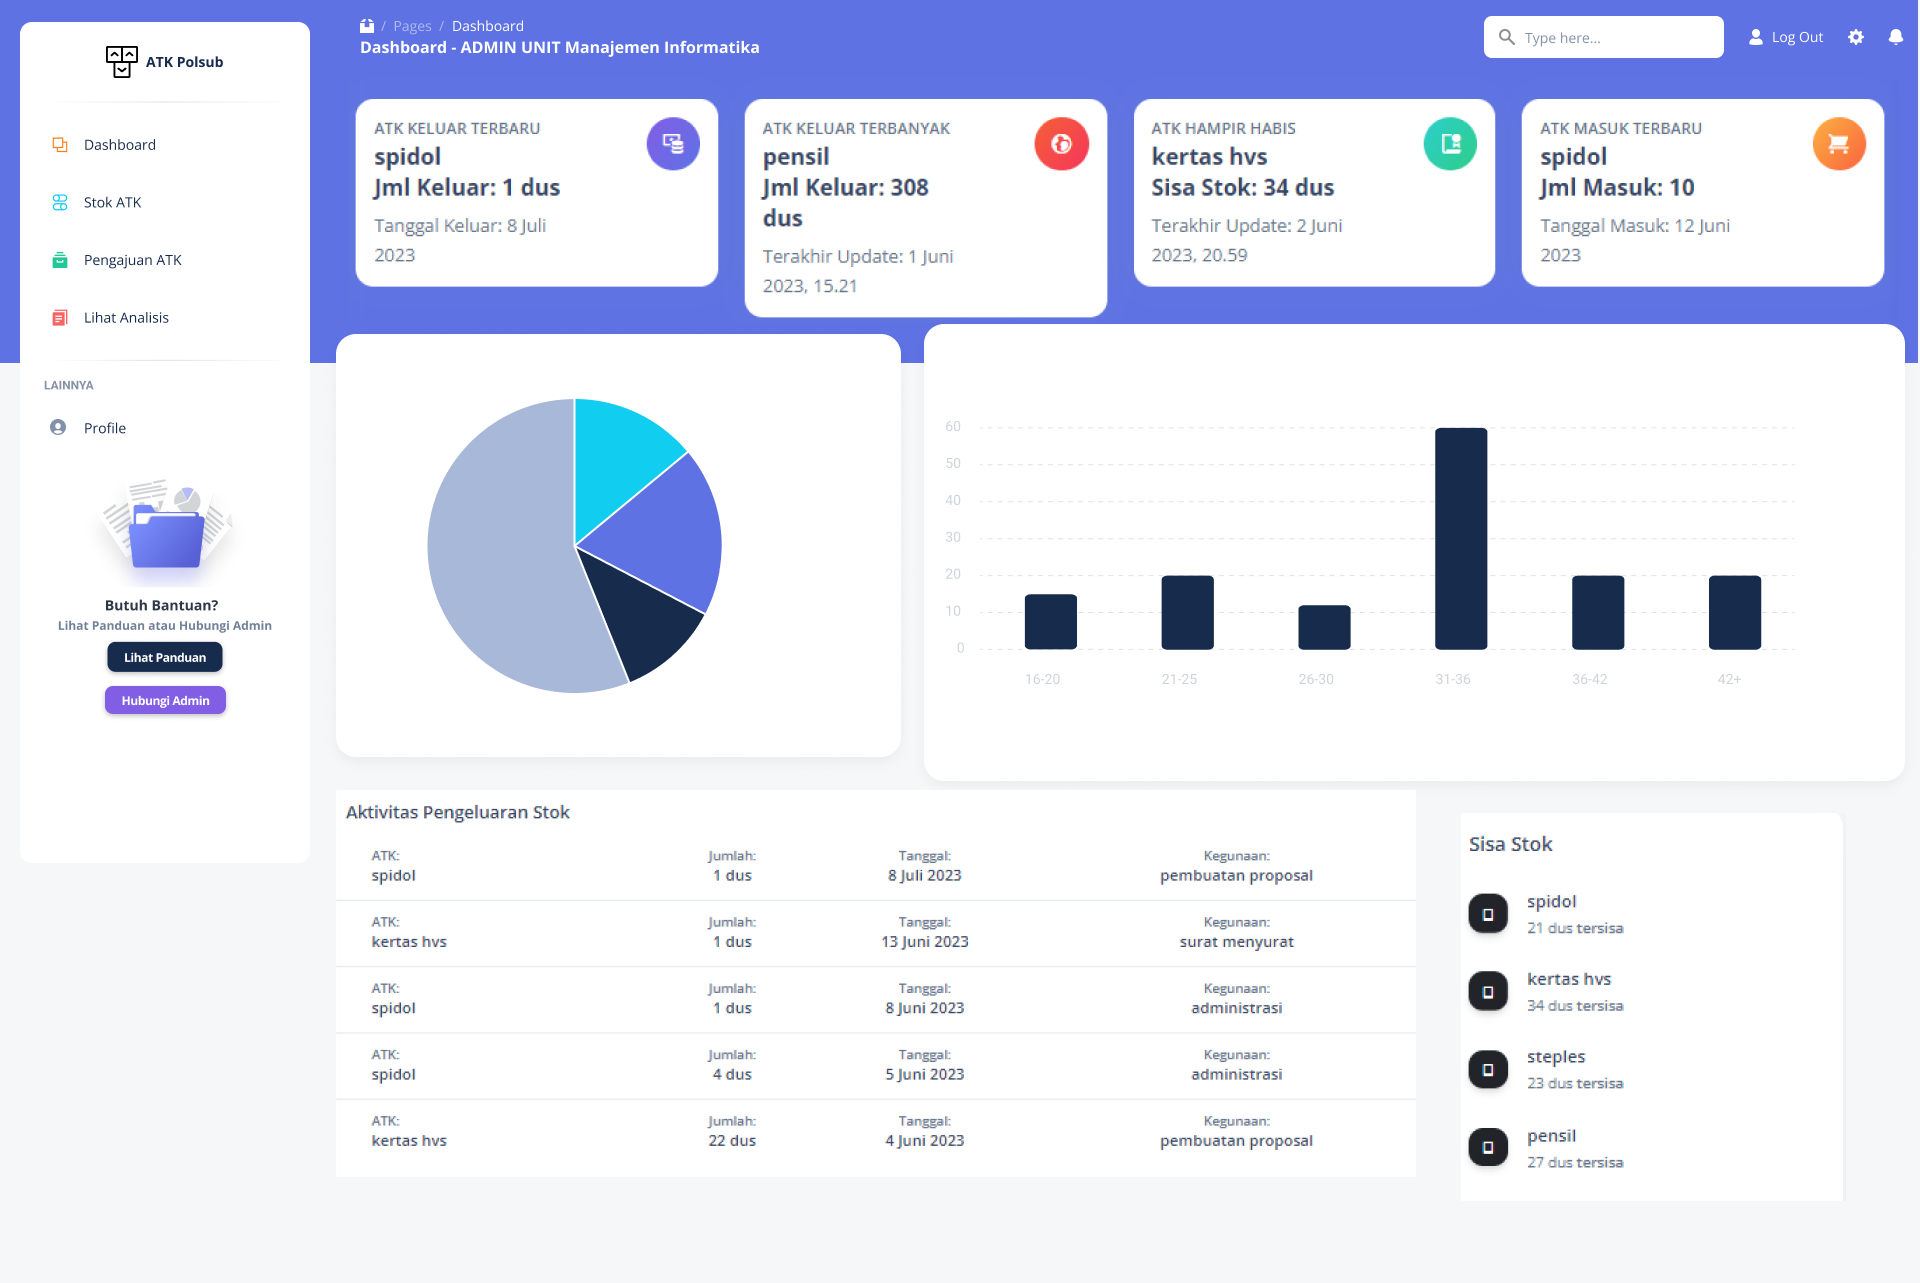 ATK Polsub
Dashboard
Stok ATK
Pengajuan ATK
Lihat Analisis
LAINNYA
Profile
Butuh Bantuan?
Lihat Panduan atau Hubungi Admin
Lihat Panduan
Hubungi Admin
/ Pages / Dashboard
Dashboard - ADMIN UNIT Manajemen Informatika
Type here...
Log Out
ATK KELUAR TERBARU
spidol
Jml Keluar: 1 dus
Tanggal Keluar: 8 Juli
2023
ATK KELUAR TERBANYAK
pensil
Jml Keluar: 308
dus
Terakhir Update: 1 Juni
2023, 15.21
ATK HAMPIR HABIS
kertas hvs
Sisa Stok: 34 dus
Terakhir Update: 2 Juni
2023, 20.59
ATK MASUK TERBARU
spidol
Jml Masuk: 10
Tanggal Masuk: 12 Juni
2023
60
50
40
30
20
10
0
16-20 21-25 26-30 31-36 36-42 42+
Aktivitas Pengeluaran Stok
ATK: Jumlah: Tanggal: Kegunaan:
spidol 1 dus 8 Juli 2023 pembuatan proposal
ATK: Jumlah: Tanggal: Kegunaan:
kertas hvs 1 dus 13 Juni 2023 surat menyurat
ATK: Jumlah: Tanggal: Kegunaan:
spidol 1 dus 8 Juni 2023 administrasi
ATK: Jumlah: Tanggal: Kegunaan:
spidol 4 dus 5 Juni 2023 administrasi
ATK: Jumlah: Tanggal: Kegunaan:
kertas hvs 22 dus 4 Juni 2023 pembuatan proposal
Sisa Stok
spidol
21 dus tersisa
kertas hvs
34 dus tersisa
steples
23 dus tersisa
pensil
27 dus tersisa